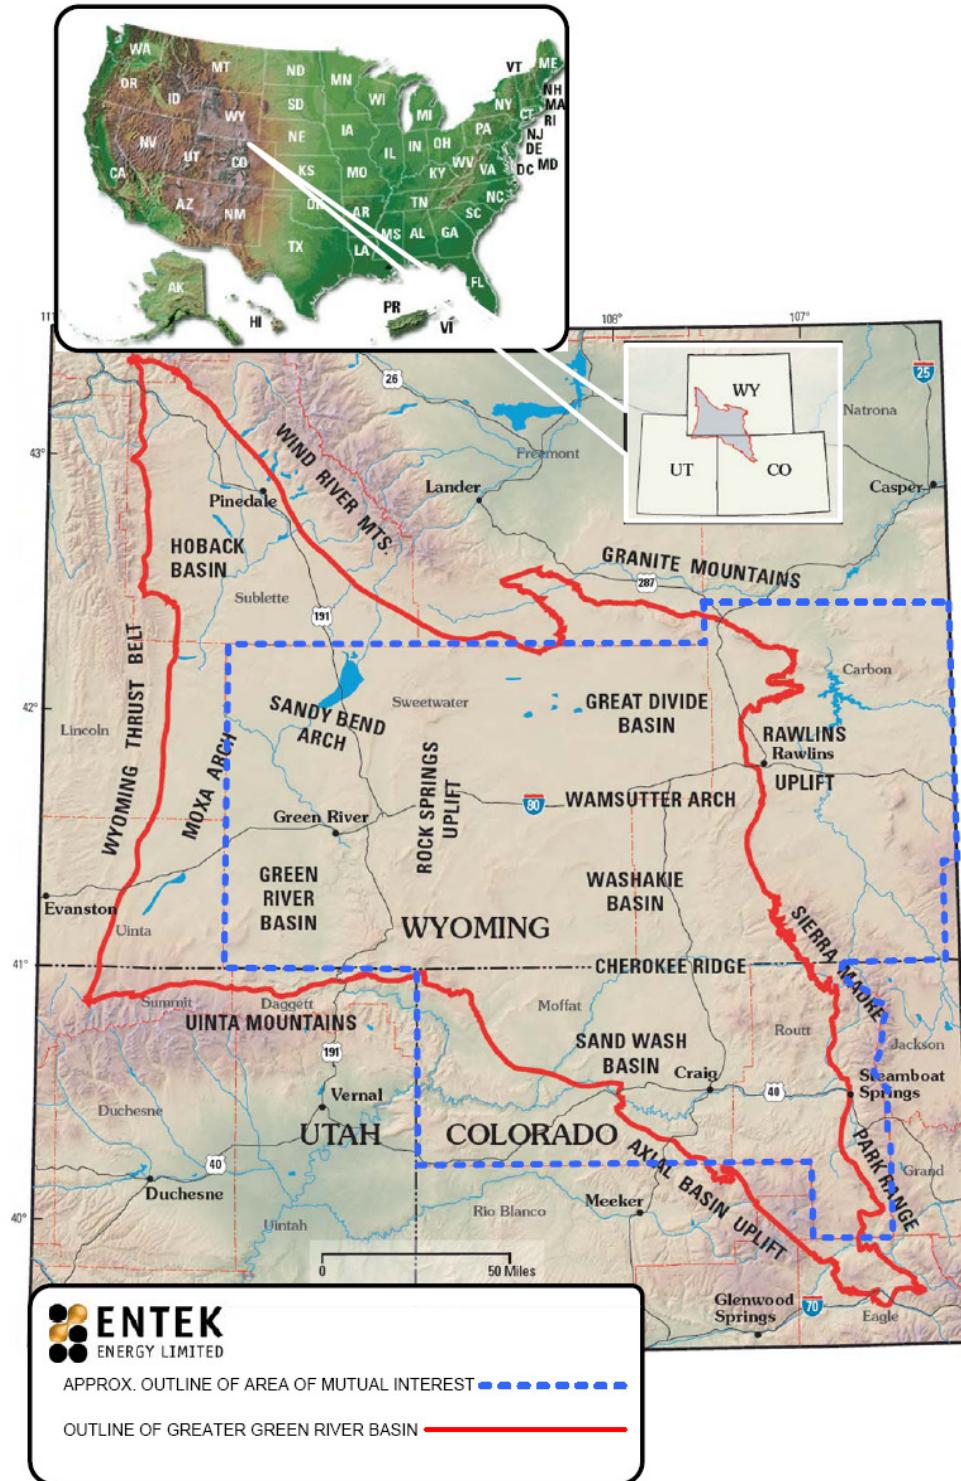 WA
MT
ND
MN
VT
ME
OR
ID
SD
WI
NH
MA
RI
WY
MI
NY
CT
NV
NE
IA
PA
NJ
DE
UT
CO
IL
IN
OH
WV
DC
MD
CA
KS
MO
KY
VA
AZ
NM
OK
AR
TN
NC
SC
TX
LA
MS
AL
GA
AK
HI
PR
VI
FL
108°
107°
26
25
WY
UT
CO
Natrona
Freemont
43°
WIND RIVER MTS.
Lander
Casper
Pinedale
HOBACK
BASIN
GRANITE MOUNTAINS
287
Sublette
191
WYOMING THRUST BELT
Carbon
42°
SANDY BEND
ARCH
Sweetwater
GREAT DIVIDE
BASIN
Lincoln
RAWLINS
Rawlins
UPLIFT
MOXA ARCH
ROCK SPRINGS
UPLIFT
80
WAMSUTTER ARCH
Green River
GREEN
RIVER
BASIN
WASHAKIE
BASIN
Evanston
Uinta
WYOMING
SIERRA MADRE
41°
CHEROKEE RIDGE
Summit
Daggett
Moffat
UINTA MOUNTAINS
Routt
Jackson
SAND WASH
BASIN
191
Craig
40
Steamboat
Springs
Vernal
Duchesne
UTAH
COLORADO
PARK RANGE
AXIAL BASIN UPLIFT
40
Duchesne
Grand
Meeker
Rio Blanco
40°
Uintah
0
50 Miles
Glenwood
Springs
70
Eagle
ENTEK
ENERGY LIMITED
APPROX. OUTLINE OF AREA OF MUTUAL INTEREST
OUTLINE OF GREATER GREEN RIVER BASIN